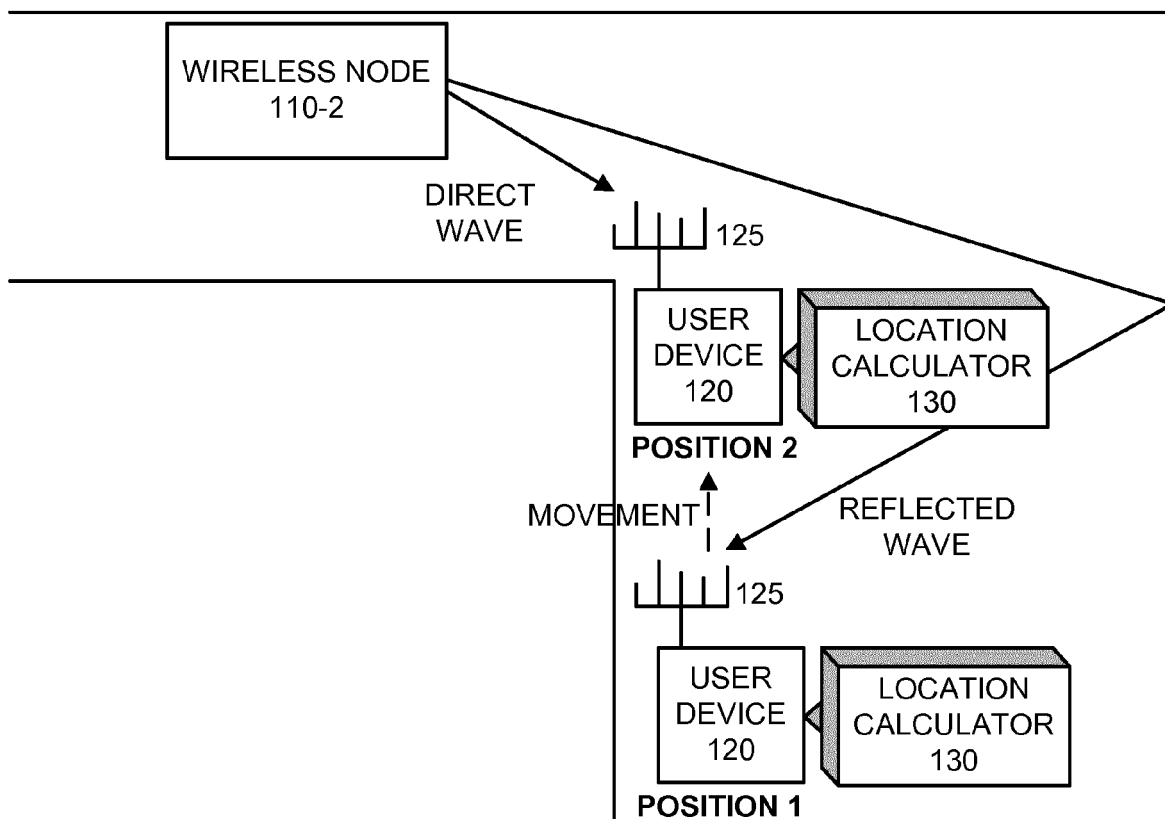 WIRELESS NODE
110-2
DIRECT
WAVE
125
USER
DEVICE
120
LOCATION
CALCULATOR
130
POSITION 2
MOVEMENT
REFLECTED
WAVE
125
USER
DEVICE
120
LOCATION
CALCULATOR
130
POSITION 1